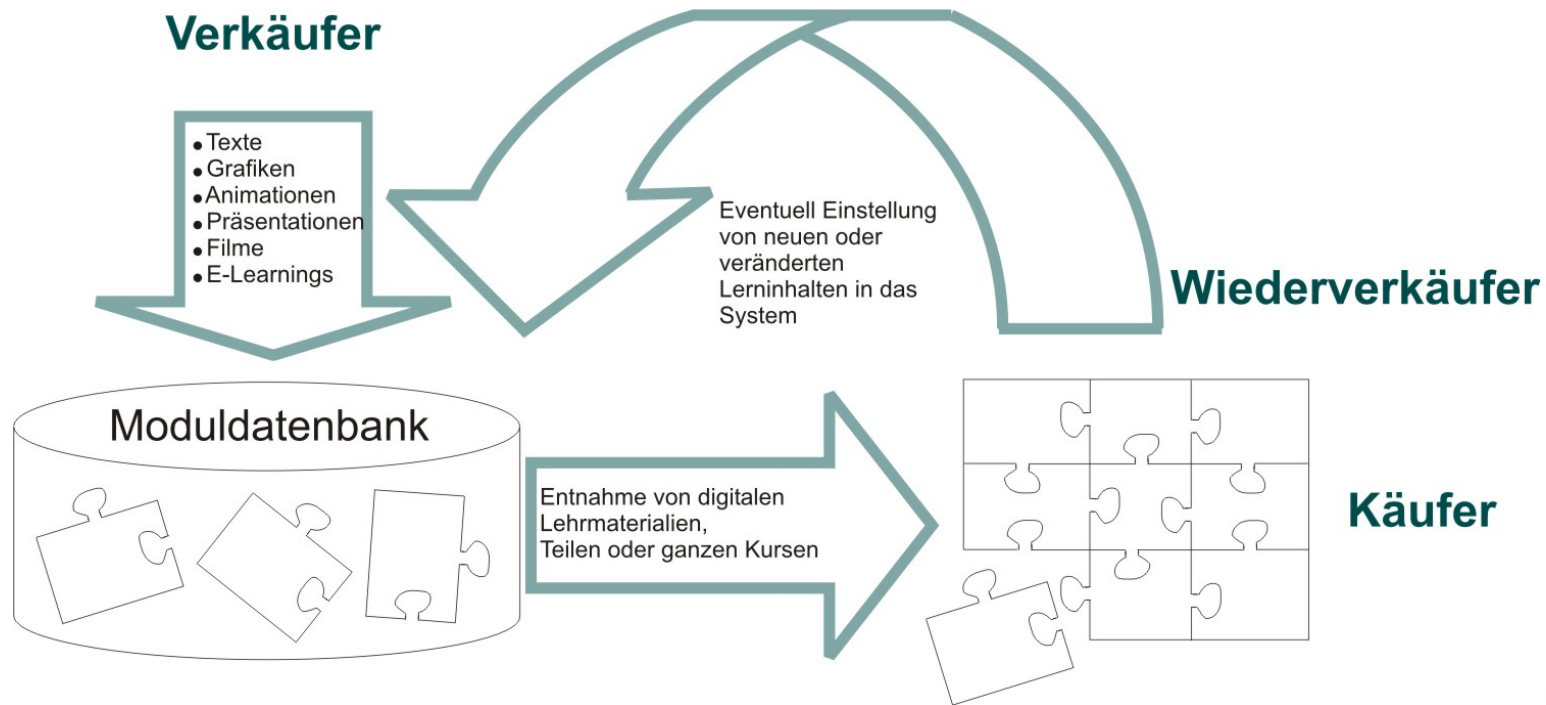 Verkäufer
• Texte
• Grafiken
• Animationen
• Präsentationen
• Filme
• E-Learnings
Eventuell Einstellung
von neuen oder
veränderten
Lerninhalten in das
System
Wiederverkäufer
Moduldatenbank
Entnahme von digitalen
Lehrmaterialien,
Teilen oder ganzen Kursen
Käufer